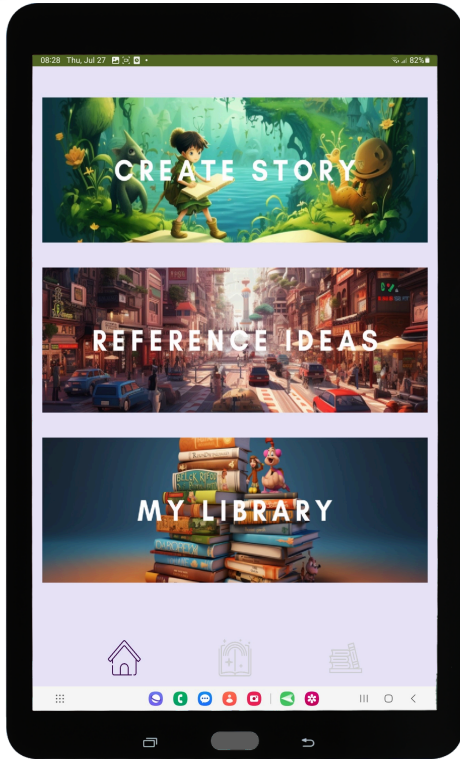 08:28 Thu, Jul 27
82%
CREATE STORY
REFERENCE IDEAS
MY LIBRARY